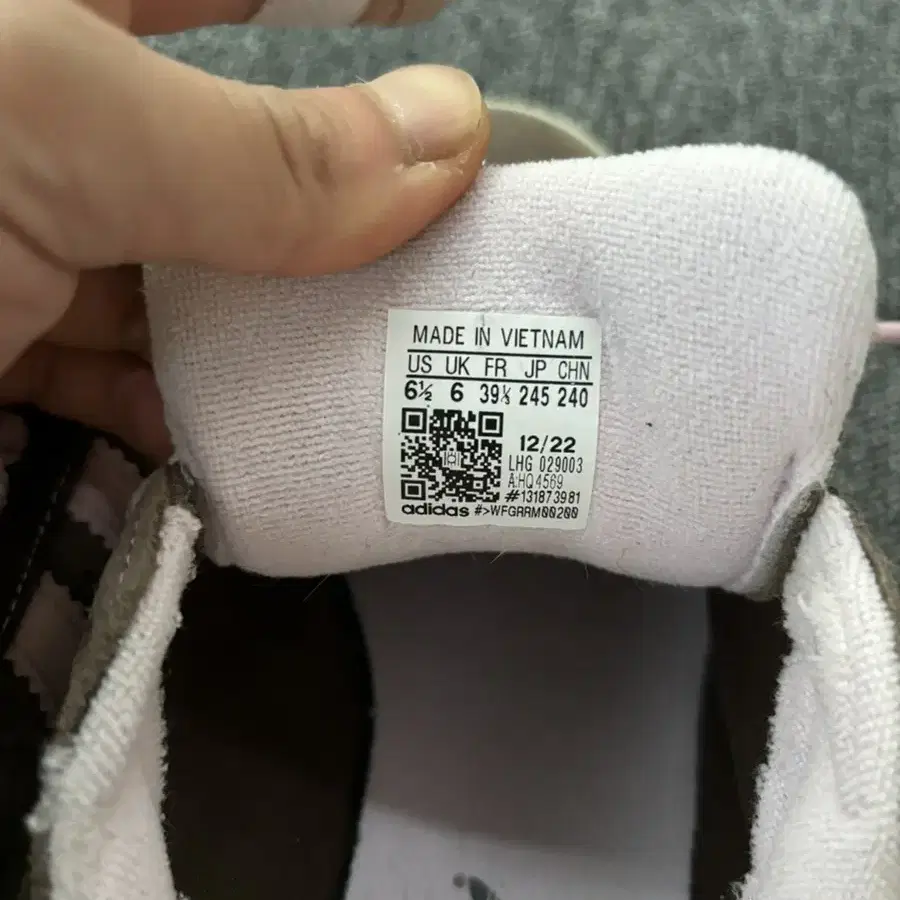 MADE IN VIETNAM
US UK FR JP CHN
6½ 6 39⅓ 245 240
12/22
LHG 029003
A:HQ4569
#131873981
adidas #>WFGRRM00200